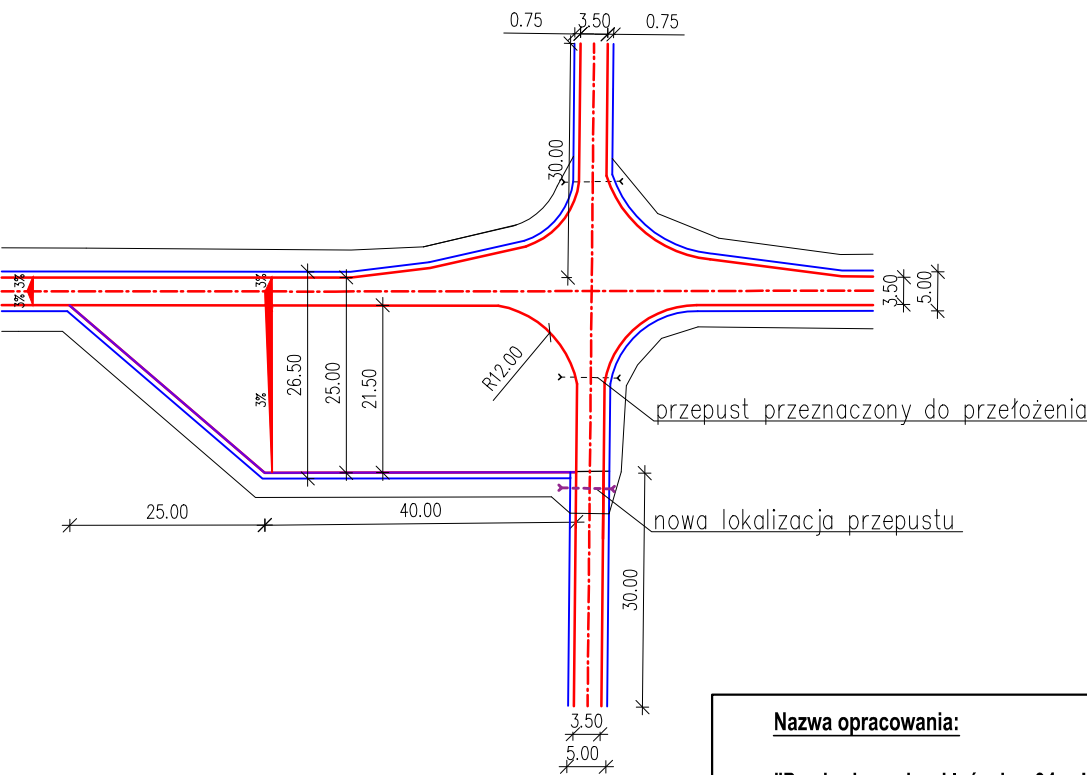 0.75 3.50 0.75
30.00
3% 3%
3% 3%
3.50
5.00
26.50
25.00
21.50
R12.00
3%
przepust przeznaczony do przełożenia
25.00
40.00
nowa lokalizacja przepustu
30.00
3.50
5.00
Nazwa opracowania: